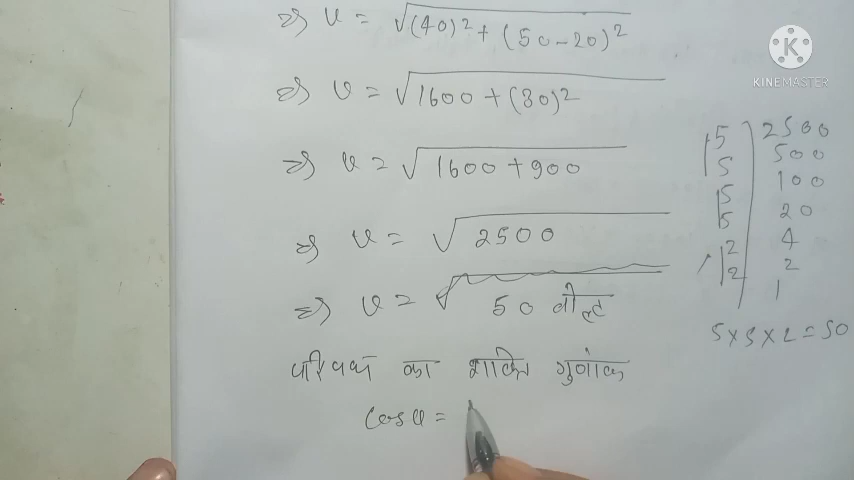 ⇒ V = √(40)² + (50-20)²
⇒ V = √1600 + (30)²
⇒ V = √1600 + 900
⇒ V = √2500
⇒ V = 50 वोल्ट
परिपथ का शक्ति गुणांक
cos φ =
KINEMASTER
5 | 2500
5 | 500
5 | 100
5 | 20
2 | 4
2 | 2
1
5 x 5 x 2 = 50